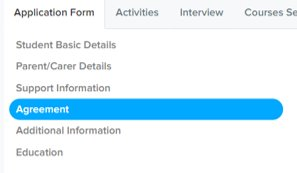 Application Form Activities Interview Courses Se
Student Basic Details
Parent/Carer Details
Support Information
Agreement
Additional Information
Education